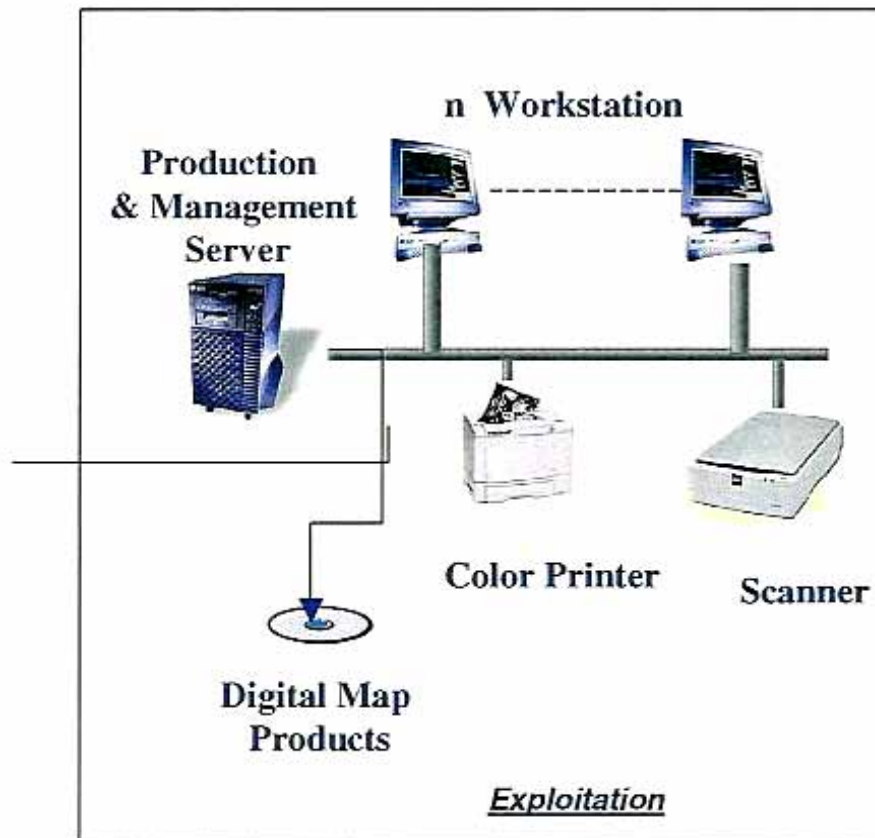 n Workstation
Production
& Management
Server
Color Printer
Scanner
Digital Map
Products
Exploitation